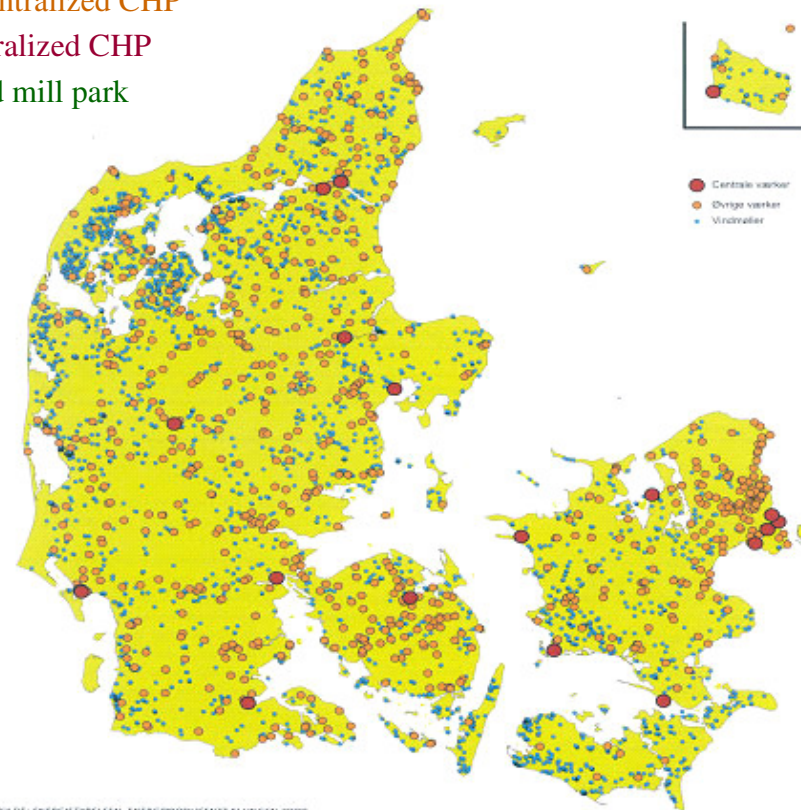 ntralized CHP
ralized CHP
d mill park
Centrale værker
Øvrige værker
Vindmøller